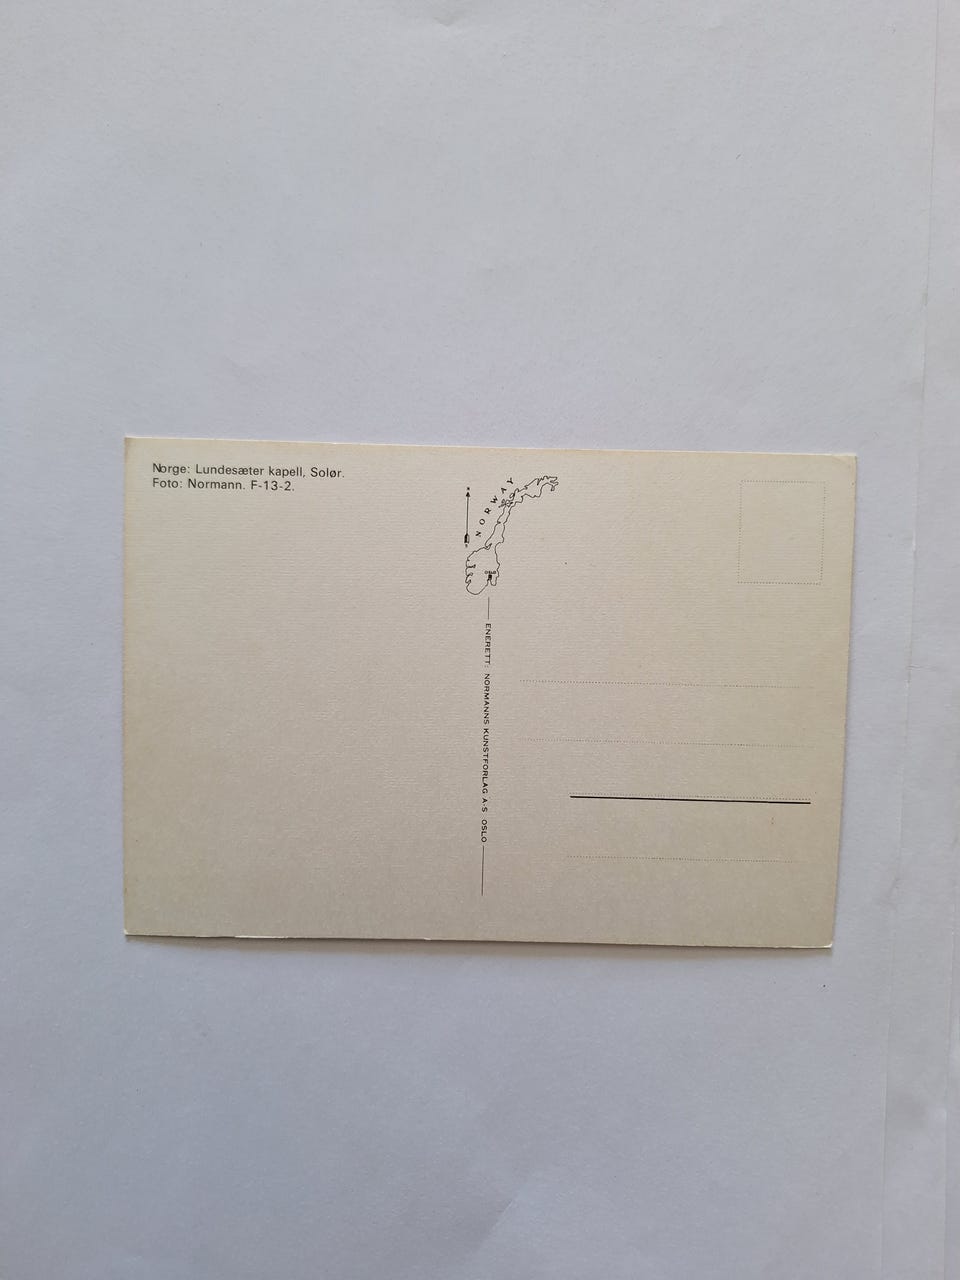 Norge: Lundesæter kapell, Solør.
Foto: Normann. F-13-2.
NORWAY
ENERETT: NORMANNS KUNSTFORLAG A·S OSLO